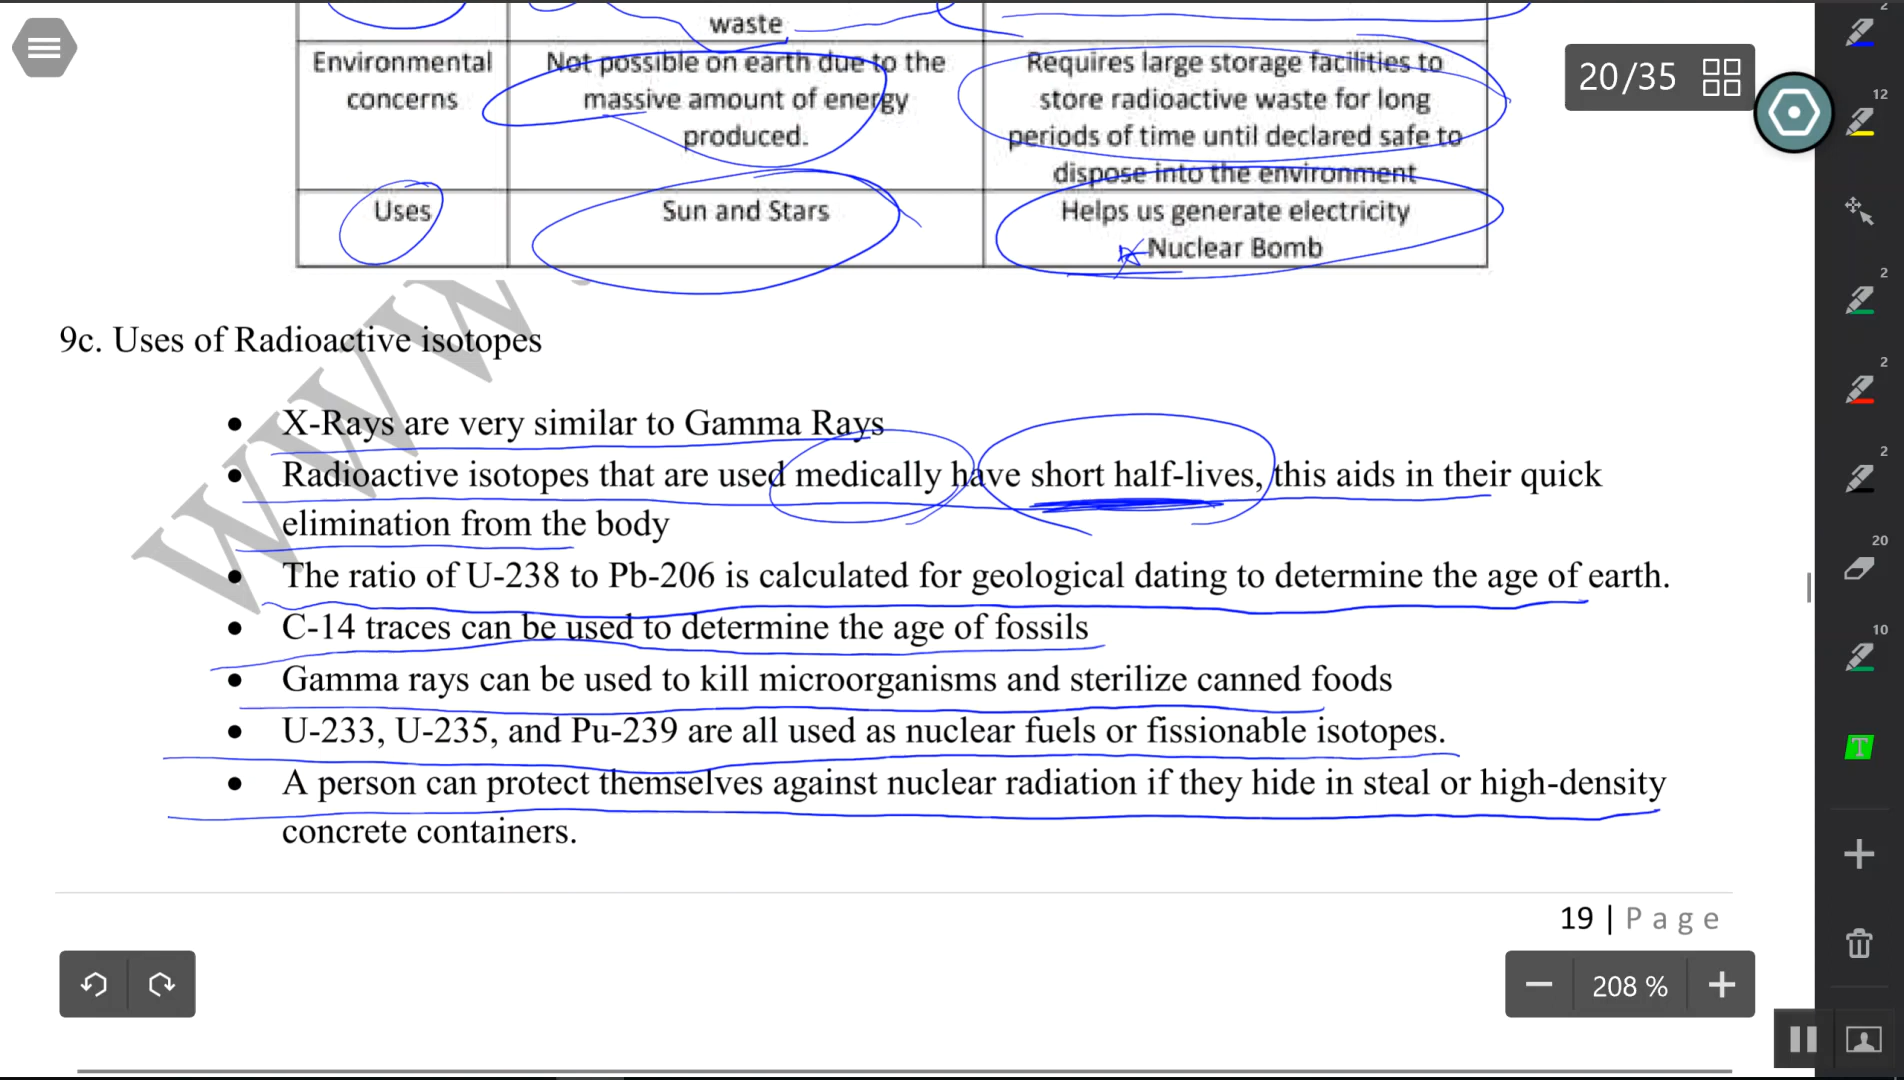 waste
Environmental concerns
Not possible on earth due to the
massive amount of energy
produced.
Requires large storage facilities to
store radioactive waste for long
periods of time until declared safe to
dispose into the environment
Uses
Sun and Stars
Helps us generate electricity
Nuclear Bomb
20/35
9c. Uses of Radioactive isotopes
WWW
• X-Rays are very similar to Gamma Rays
• Radioactive isotopes that are used medically have short half-lives, this aids in their quick
elimination from the body
• The ratio of U-238 to Pb-206 is calculated for geological dating to determine the age of earth.
• C-14 traces can be used to determine the age of fossils
• Gamma rays can be used to kill microorganisms and sterilize canned foods
• U-233, U-235, and Pu-239 are all used as nuclear fuels or fissionable isotopes.
• A person can protect themselves against nuclear radiation if they hide in steal or high-density
concrete containers.
19 | Page
208 %
2
12
2
2
2
20
10
T